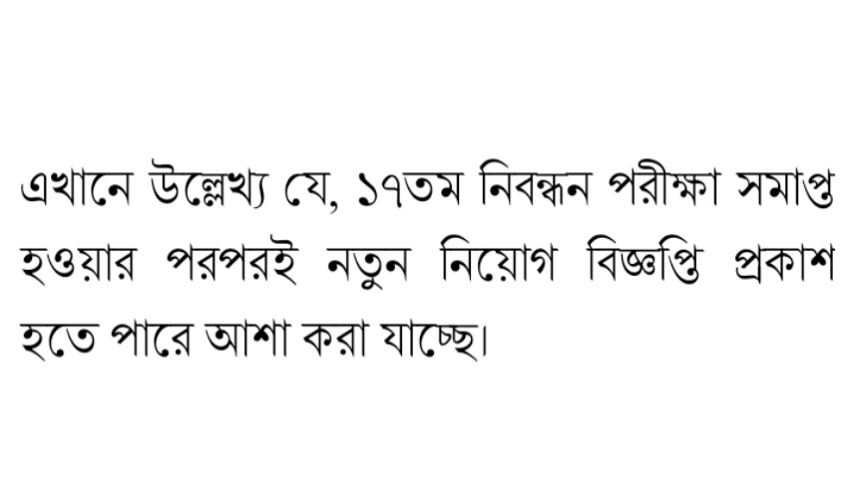 এখানে উল্লেখ্য যে, ১৭তম নিবন্ধন পরীক্ষা সমাপ্ত
হওয়ার পরপরই নতুন নিয়োগ বিজ্ঞপ্তি প্রকাশ
হতে পারে আশা করা যাচ্ছে।